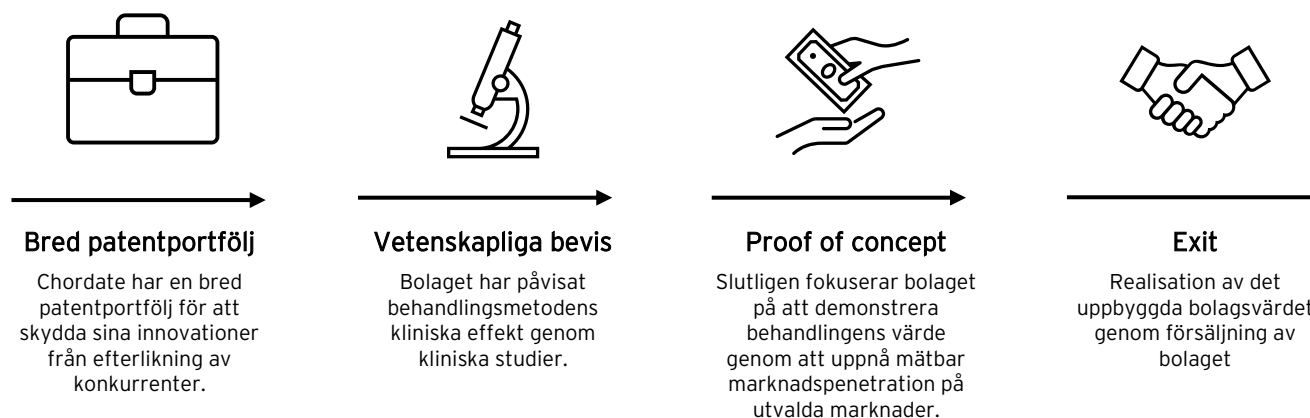 Bred patentportfölj
Chordate har en bred
patentportfölj för att
skydda sina innovationer
från efterlikning av
konkurrenter.
Vetenskapliga bevis
Bolaget har påvisat
behandlingsmetodens
kliniska effekt genom
kliniska studier.
Proof of concept
Slutligen fokuserar bolaget
på att demonstrera
behandlingens värde
genom att uppnå mätbar
marknadspenetration på
utvalda marknader.
Exit
Realisation av det
uppbyggda bolagsvärdet
genom försäljning av
bolaget